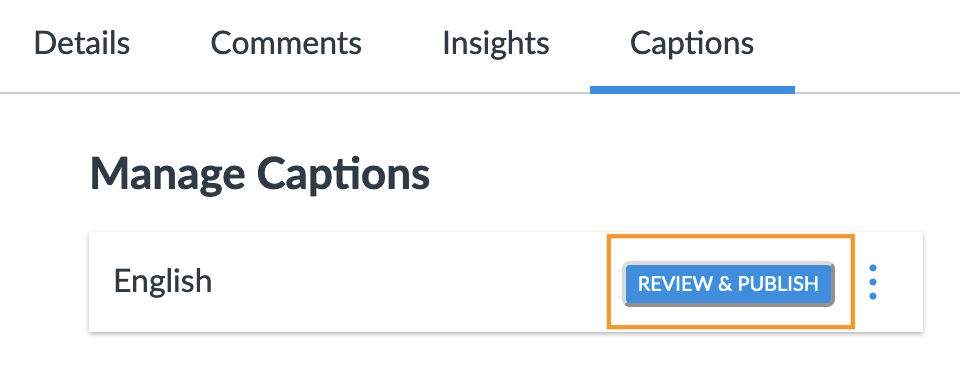 Details Comments Insights Captions
Manage Captions
English REVIEW & PUBLISH